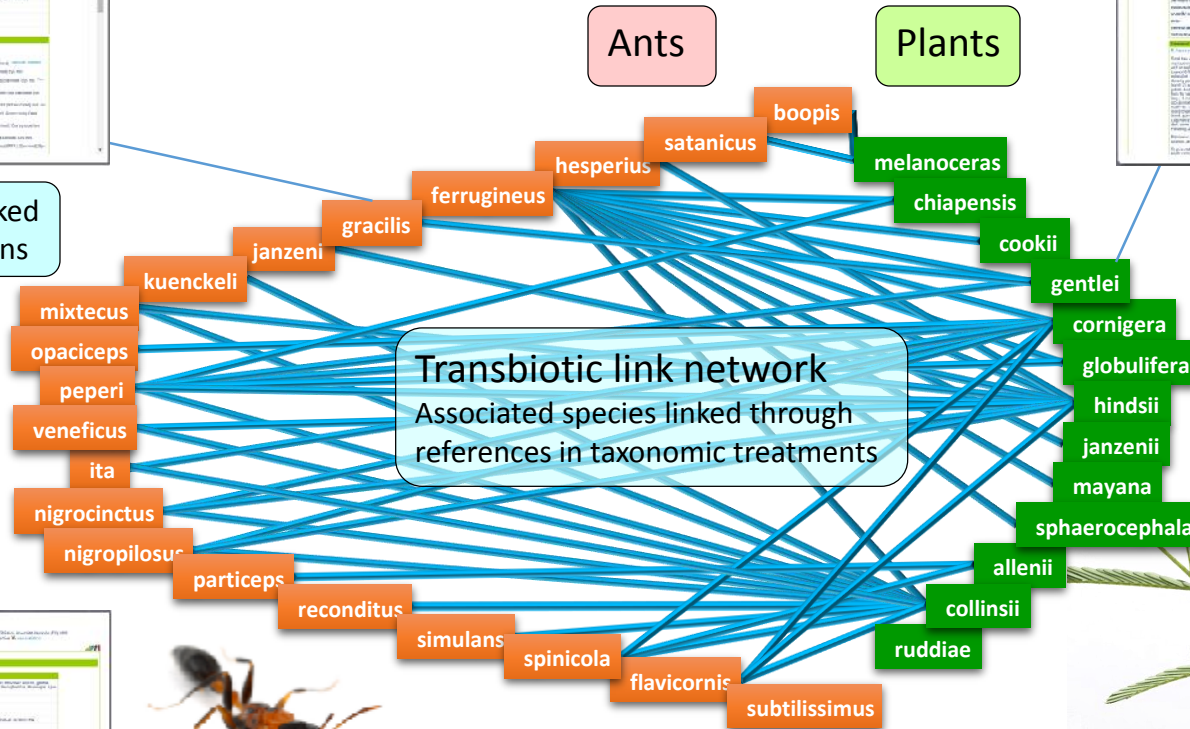 Ants
Plants
boopis
satanicus
hesperius
ferrugineus
gracilis
janzeni
kuenckeli
mixtecus
opaciceps
peperi
veneficus
ita
nigrocinctus
nigropilosus
particeps
reconditus
simulans
spinicola
flavicornis
subtilissimus
melanoceras
chiapensis
cookii
gentlei
cornigera
globulifera
hindsii
janzenii
mayana
sphaerocephala
allenii
collinsii
ruddiae
Transbiotic link network
Associated species linked through
references in taxonomic treatments
ked
ns